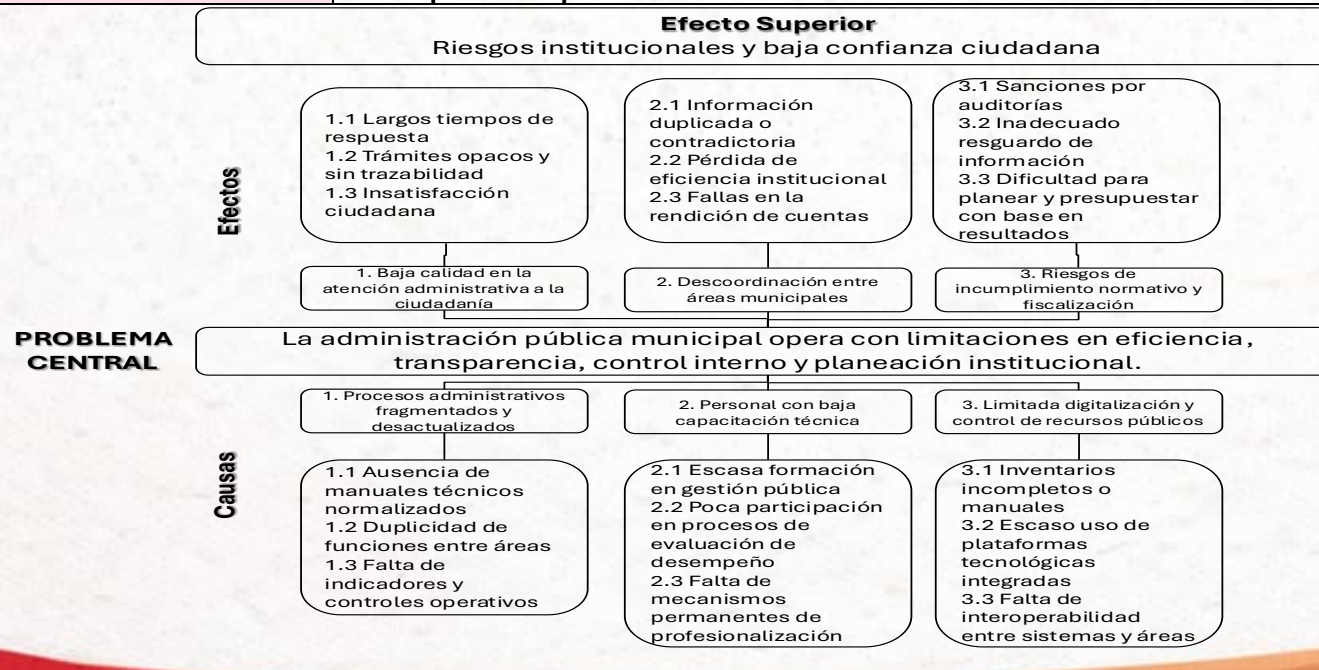 Efecto Superior
Riesgos institucionales y baja confianza ciudadana
Efectos
1.1 Largos tiempos de
respuesta
1.2 Trámites opacos y
sin trazabilidad
1.3 Insatisfacción
ciudadana
2.1 Información
duplicada o
contradictoria
2.2 Pérdida de
eficiencia institucional
2.3 Fallas en la
rendición de cuentas
3.1 Sanciones por
auditorías
3.2 Inadecuado
resguardo de
información
3.3 Dificultad para
planear y presupuestar
con base en
resultados
1. Baja calidad en la
atención administrativa a la
ciudadanía
2. Descoordinación entre
áreas municipales
3. Riesgos de
incumplimiento normativo y
fiscalización
PROBLEMA
CENTRAL
La administración pública municipal opera con limitaciones en eficiencia,
transparencia, control interno y planeación institucional.
1. Procesos administrativos
fragmentados y
desactualizados
2. Personal con baja
capacitación técnica
3. Limitada digitalización y
control de recursos públicos
Causas
1.1 Ausencia de
manuales técnicos
normalizados
1.2 Duplicidad de
funciones entre áreas
1.3 Falta de
indicadores y
controles operativos
2.1 Escasa formación
en gestión pública
2.2 Poca participación
en procesos de
evaluación de
desempeño
2.3 Falta de
mecanismos
permanentes de
profesionalización
3.1 Inventarios
incompletos o
manuales
3.2 Escaso uso de
plataformas
tecnológicas
integradas
3.3 Falta de
interoperabilidad
entre sistemas y áreas